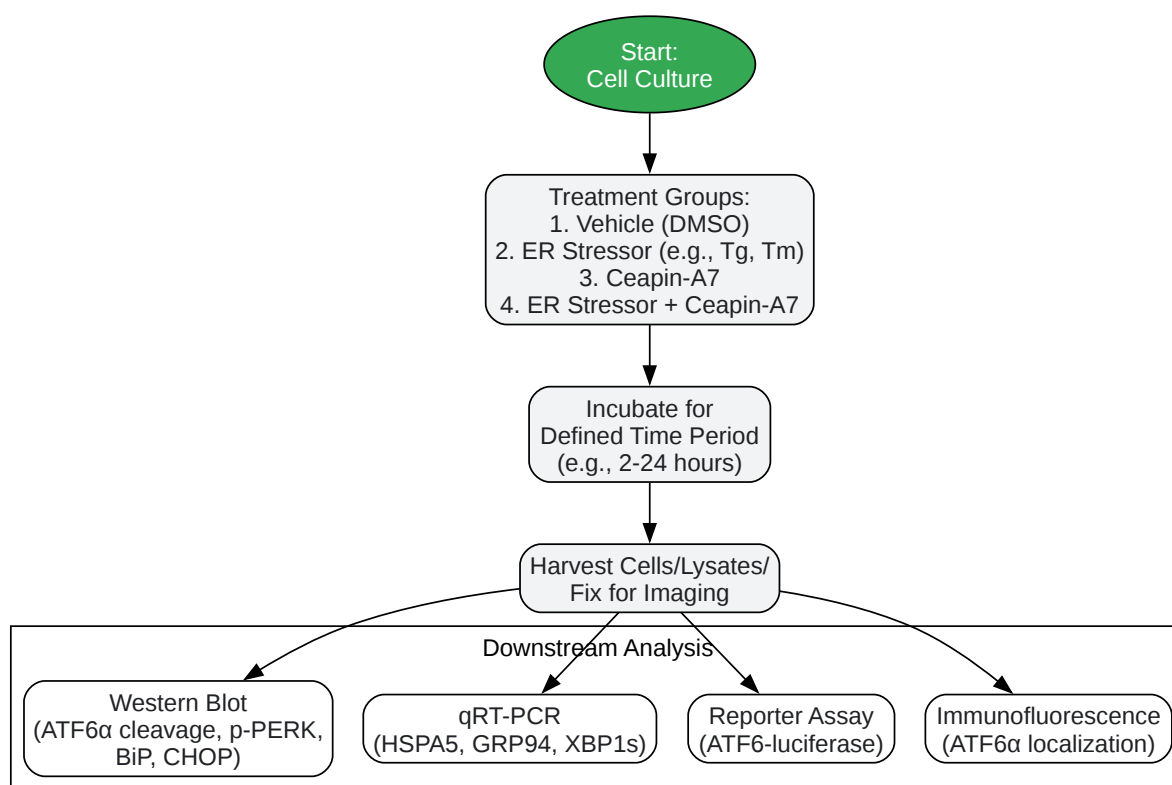 Start:
Cell Culture
Treatment Groups:
1. Vehicle (DMSO)
2. ER Stressor (e.g., Tg, Tm)
3. Ceapin-A7
4. ER Stressor + Ceapin-A7
Incubate for
Defined Time Period
(e.g., 2-24 hours)
Harvest Cells/Lysates/
Fix for Imaging
Downstream Analysis
Western Blot
(ATF6α cleavage, p-PERK,
BiP, CHOP)
qRT-PCR
(HSPA5, GRP94, XBP1s)
Reporter Assay
(ATF6-luciferase)
Immunofluorescence
(ATF6α localization)